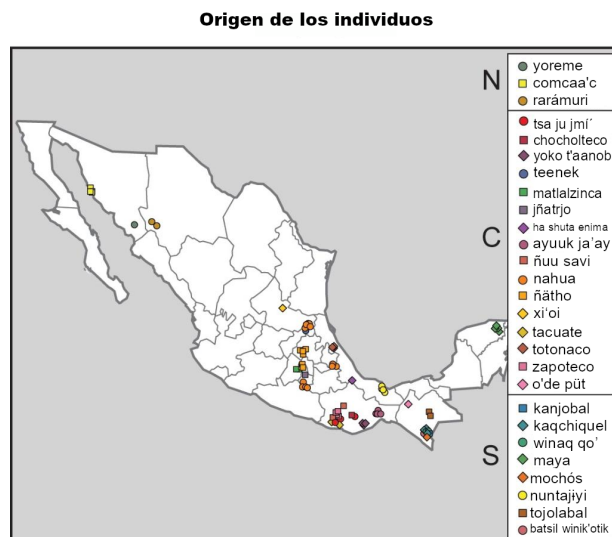 Origen de los individuos
N
yoreme
comcaa'c
rarámuri
C
tsa ju jmí´
chocholteco
yoko t'aanob
teenek
matlalzinca
jñatrjo
ha shuta enima
ayuuk ja'ay
ñuu savi
nahua
ñätho
xi'oi
tacuate
totonaco
zapoteco
o'de püt
S
kanjobal
kaqchiquel
winaq qo'
maya
mochós
nuntajɨyi
tojolabal
batsil winik'otik